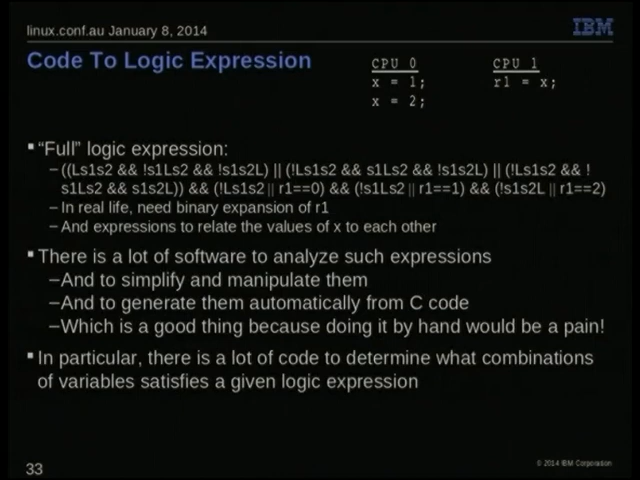 linux.conf.au January 8, 2014
IBM
Code To Logic Expression
CPU 0
x = 1;
x = 2;
CPU 1
r1 = x;
▪"Full" logic expression:
–((Ls1s2 && !s1Ls2 && !s1s2L) || (!Ls1s2 && s1Ls2 && !s1s2L) || (!Ls1s2 && !
s1Ls2 && s1s2L)) && (!Ls1s2 || r1==0) && (!s1Ls2 || r1==1) && (!s1s2L || r1==2)
–In real life, need binary expansion of r1
–And expressions to relate the values of x to each other
▪There is a lot of software to analyze such expressions
–And to simplify and manipulate them
–And to generate them automatically from C code
–Which is a good thing because doing it by hand would be a pain!
▪In particular, there is a lot of code to determine what combinations
of variables satisfies a given logic expression
33
© 2014 IBM Corporation